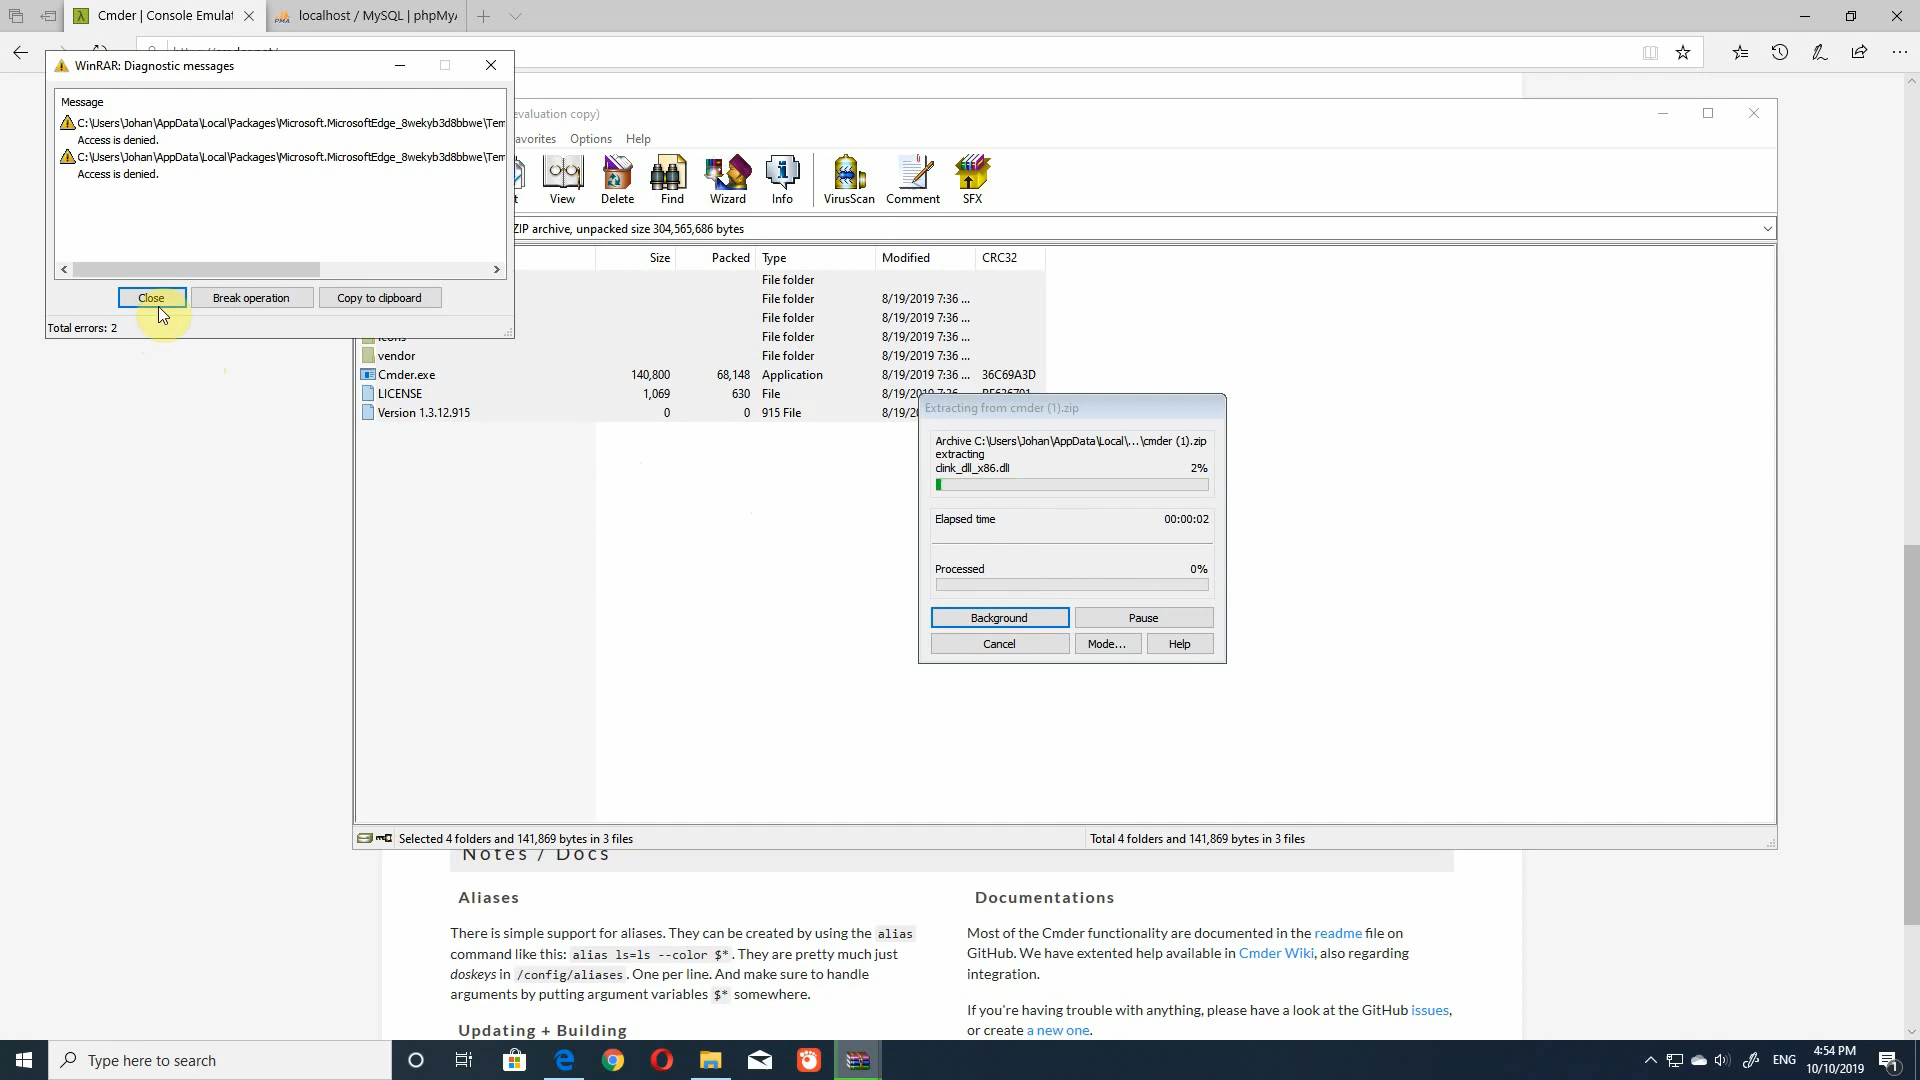 Cmder | Console Emulat
localhost / MySQL | phpMyA
WinRAR: Diagnostic messages
Message
C:\Users\Johan\AppData\Local\Packages\Microsoft.MicrosoftEdge_8wekyb3d8bbwe\Tem
Access is denied.
C:\Users\Johan\AppData\Local\Packages\Microsoft.MicrosoftEdge_8wekyb3d8bbwe\Tem
Access is denied.
Close
Break operation
Copy to clipboard
Total errors: 2
evaluation copy)
avorites Options Help
t View Delete Find Wizard Info VirusScan Comment SFX
ZIP archive, unpacked size 304,565,686 bytes
Size Packed Type Modified CRC32
File folder
File folder 8/19/2019 7:36 ...
File folder 8/19/2019 7:36 ...
icons File folder 8/19/2019 7:36 ...
vendor File folder 8/19/2019 7:36 ...
Cmder.exe 140,800 68,148 Application 8/19/2019 7:36 ... 36C69A3D
LICENSE 1,069 630 File 8/19/2019 7:36 ...
Version 1.3.12.915 0 0 915 File 8/19/20
Extracting from cmder (1).zip
Archive C:\Users\Johan\AppData\Local\...\cmder (1).zip
extracting
clink_dll_x86.dll 2%
Elapsed time 00:00:02
Processed 0%
Background Pause
Cancel Mode... Help
Selected 4 folders and 141,869 bytes in 3 files
Total 4 folders and 141,869 bytes in 3 files
Notes / Docs
Aliases
There is simple support for aliases. They can be created by using the alias
command like this: alias ls=ls --color $*. They are pretty much just
doskeys in /config/aliases. One per line. And make sure to handle
arguments by putting argument variables $* somewhere.
Updating + Building
Documentations
Most of the Cmder functionality are documented in the readme file on
GitHub. We have extented help available in Cmder Wiki, also regarding
integration.
If you're having trouble with anything, please have a look at the GitHub issues,
or create a new one.
Type here to search
ENG
4:54 PM
10/10/2019
1